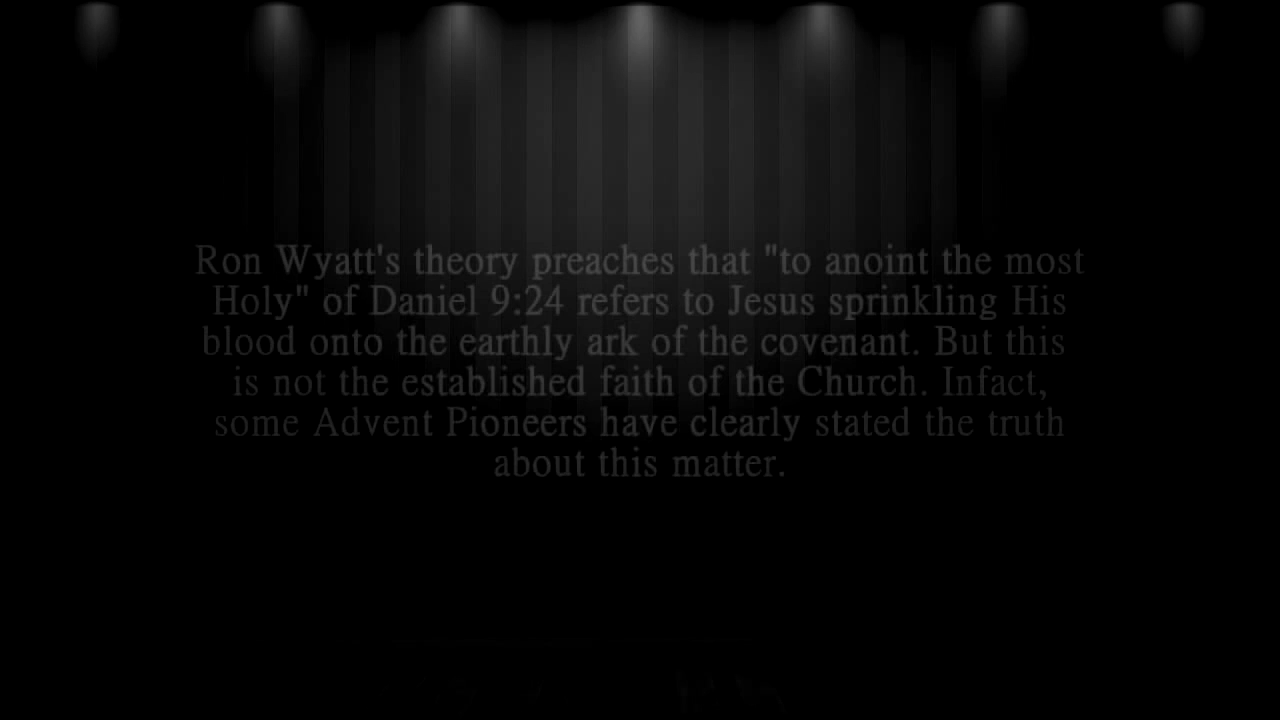 Ron Wyatt's theory preaches that "to anoint the most
Holy" of Daniel 9:24 refers to Jesus sprinkling His
blood onto the earthly ark of the covenant. But this
is not the established faith of the Church. Infact,
some Advent Pioneers have clearly stated the truth
about this matter.